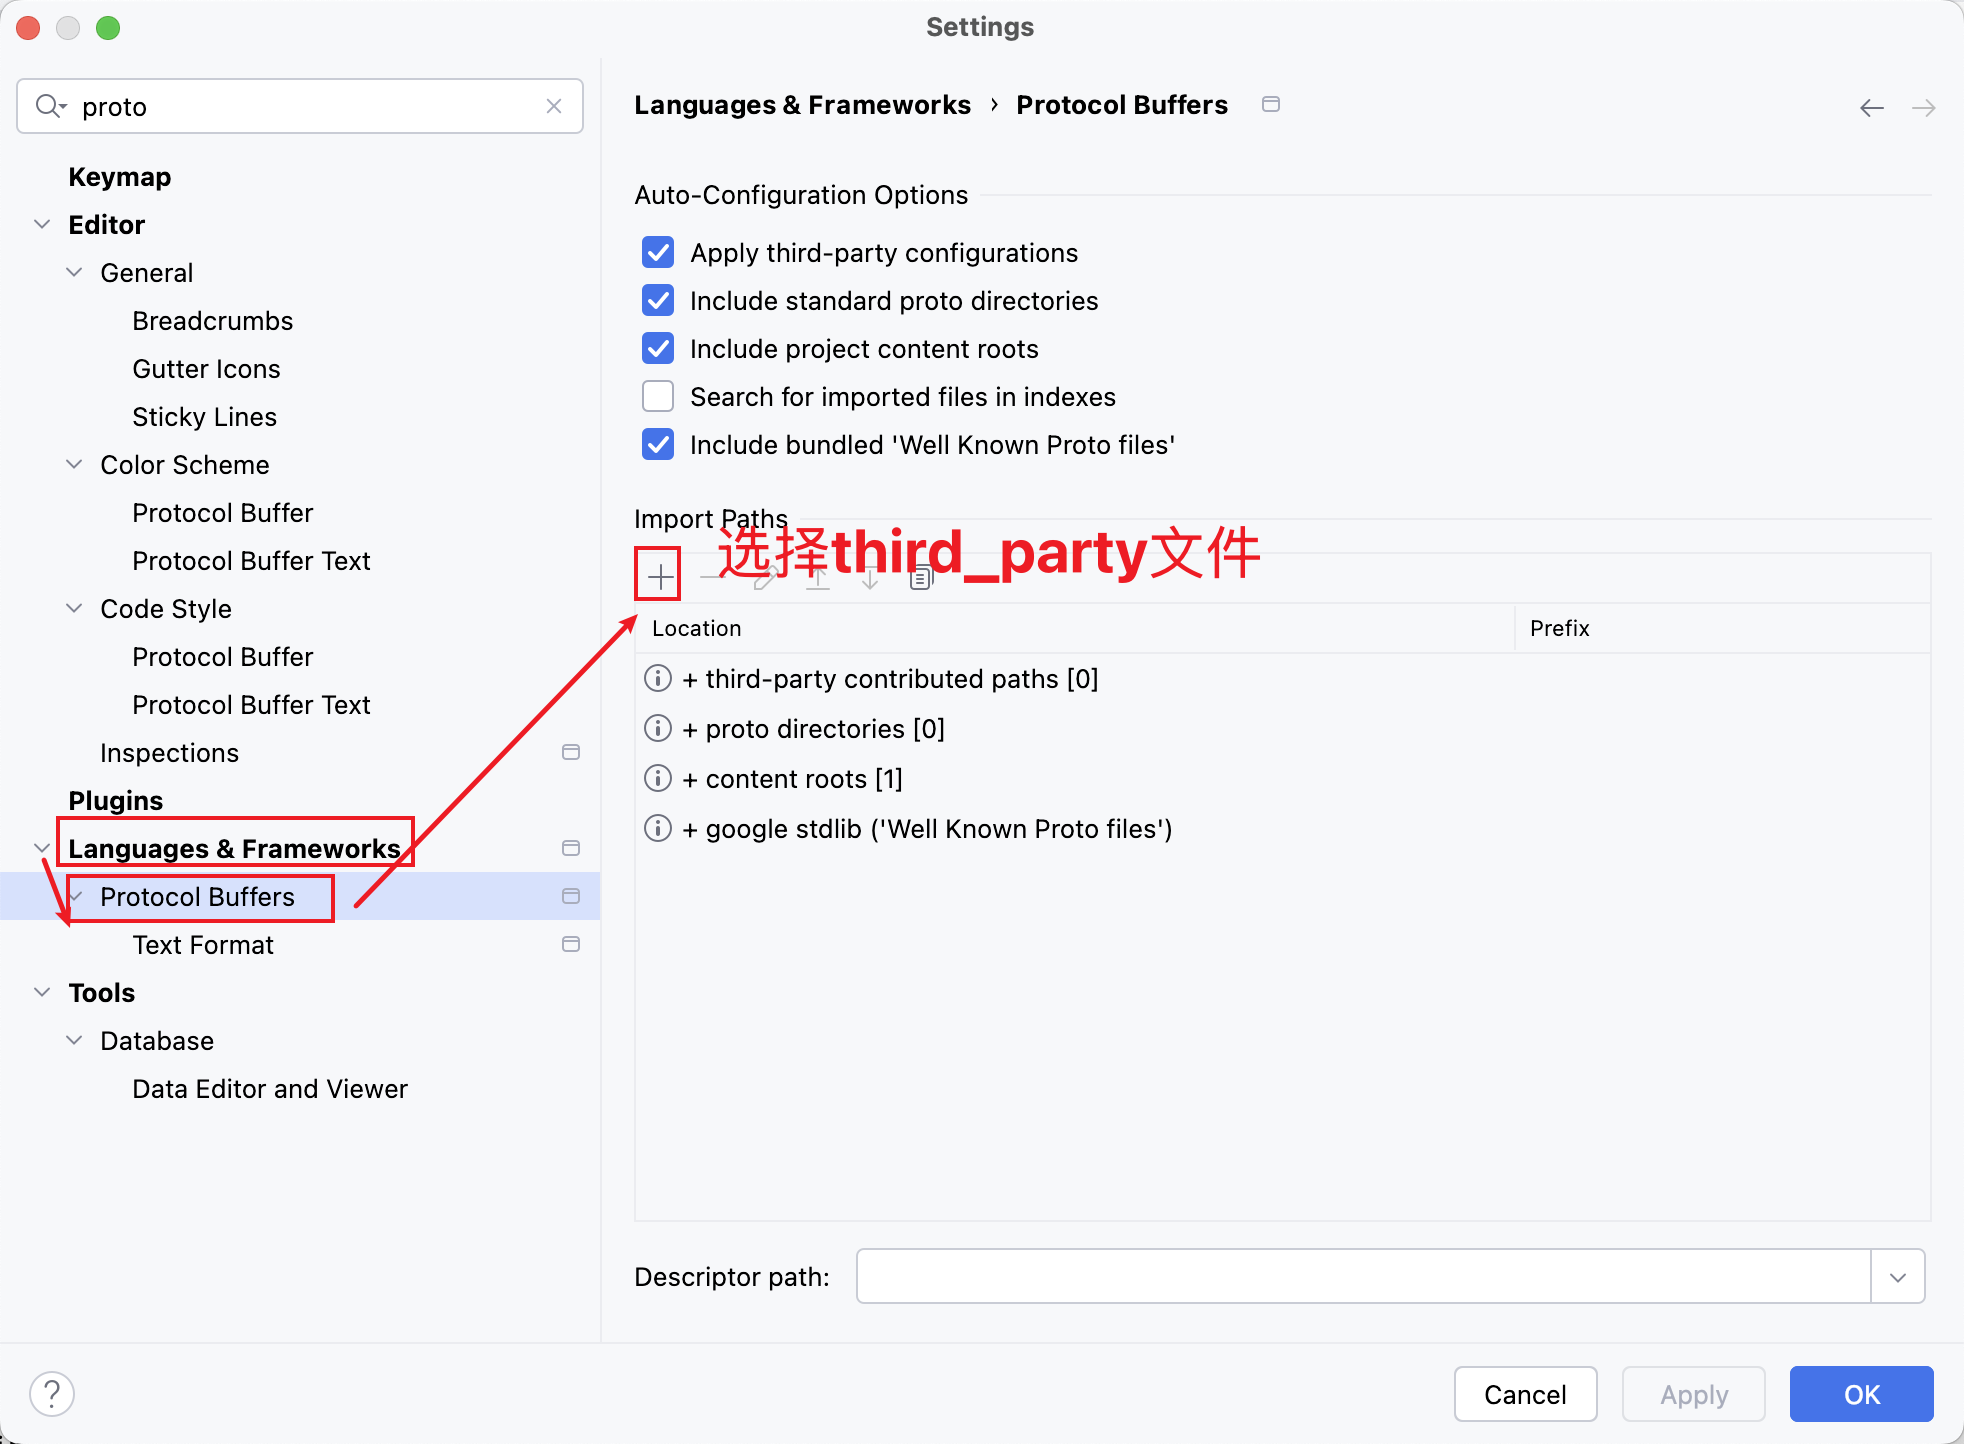 Settings
proto
Keymap
Editor
General
Breadcrumbs
Gutter Icons
Sticky Lines
Color Scheme
Protocol Buffer
Protocol Buffer Text
Code Style
Protocol Buffer
Protocol Buffer Text
Inspections
Plugins
Languages & Frameworks
Protocol Buffers
Text Format
Tools
Database
Data Editor and Viewer
Languages & Frameworks › Protocol Buffers
Auto-Configuration Options
Apply third-party configurations
Include standard proto directories
Include project content roots
Search for imported files in indexes
Include bundled 'Well Known Proto files'
Import Paths
选择third_party文件
Location Prefix
+ third-party contributed paths [0]
+ proto directories [0]
+ content roots [1]
+ google stdlib ('Well Known Proto files')
Descriptor path:
? Cancel Apply OK